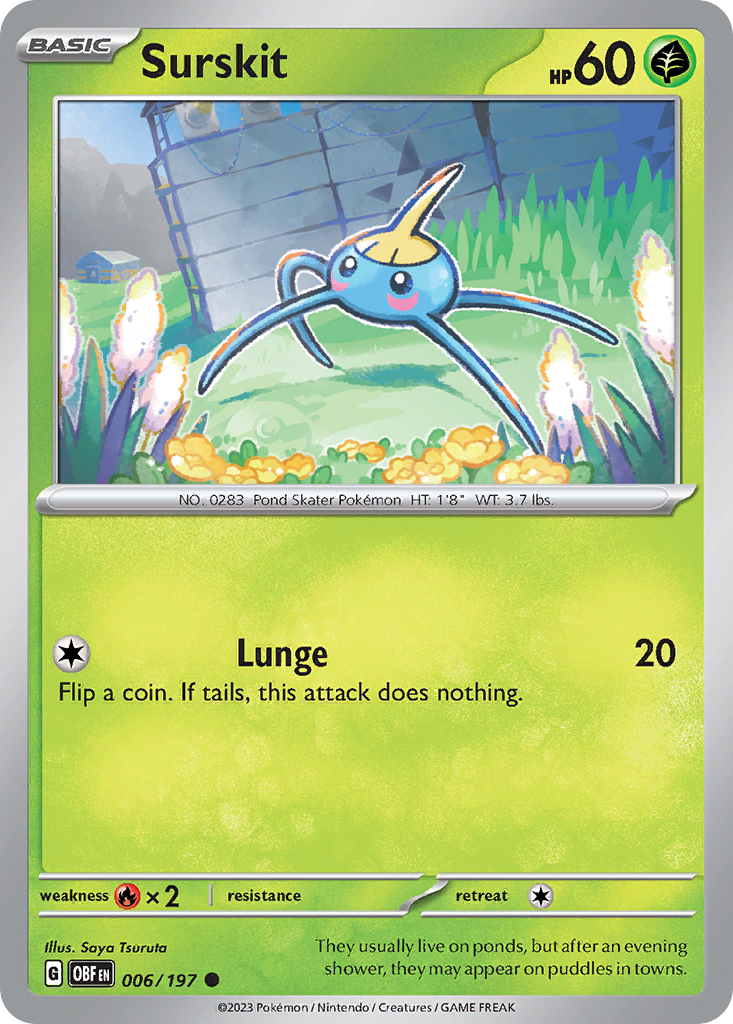 BASIC
Surskit
HP 60
NO. 0283 Pond Skater Pokémon HT: 1'8" WT: 3.7 lbs.
Lunge 20
Flip a coin. If tails, this attack does nothing.
weakness ×2 resistance retreat
Illus. Saya Tsuruta
They usually live on ponds, but after an evening
shower, they may appear on puddles in towns.
G OBF EN 006/197
©2023 Pokémon / Nintendo / Creatures / GAME FREAK